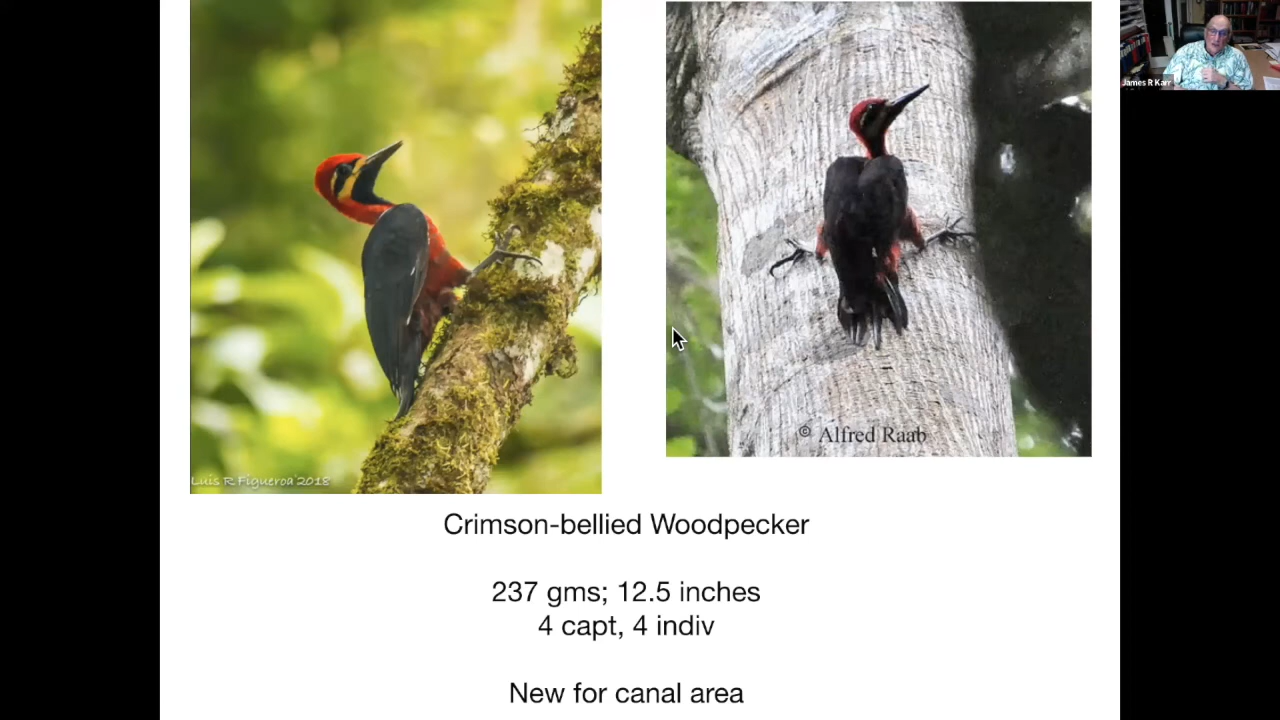 James R Karr
© Alfred Raab
Luis R Figueroa 2018
Crimson-bellied Woodpecker
237 gms; 12.5 inches
4 capt, 4 indiv
New for canal area